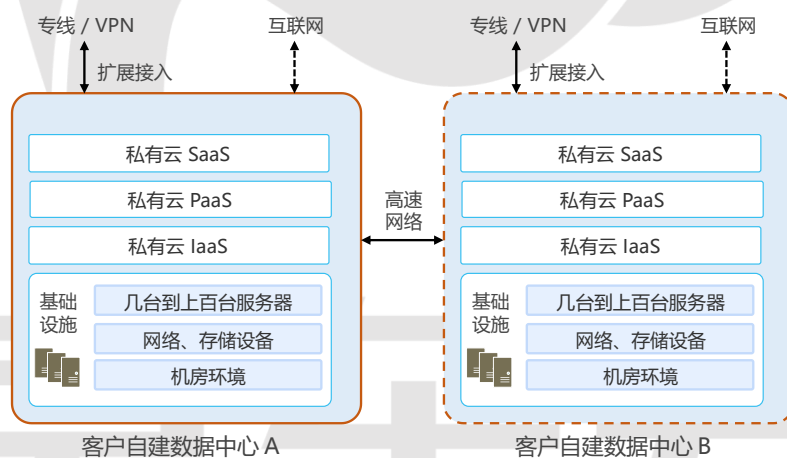 专线 / VPN
互联网
扩展接入
私有云 SaaS
私有云 PaaS
私有云 IaaS
基础
设施
几台到上百台服务器
网络、存储设备
机房环境
客户自建数据中心 A
高速
网络
专线 / VPN
互联网
扩展接入
私有云 SaaS
私有云 PaaS
私有云 IaaS
基础
设施
几台到上百台服务器
网络、存储设备
机房环境
客户自建数据中心 B